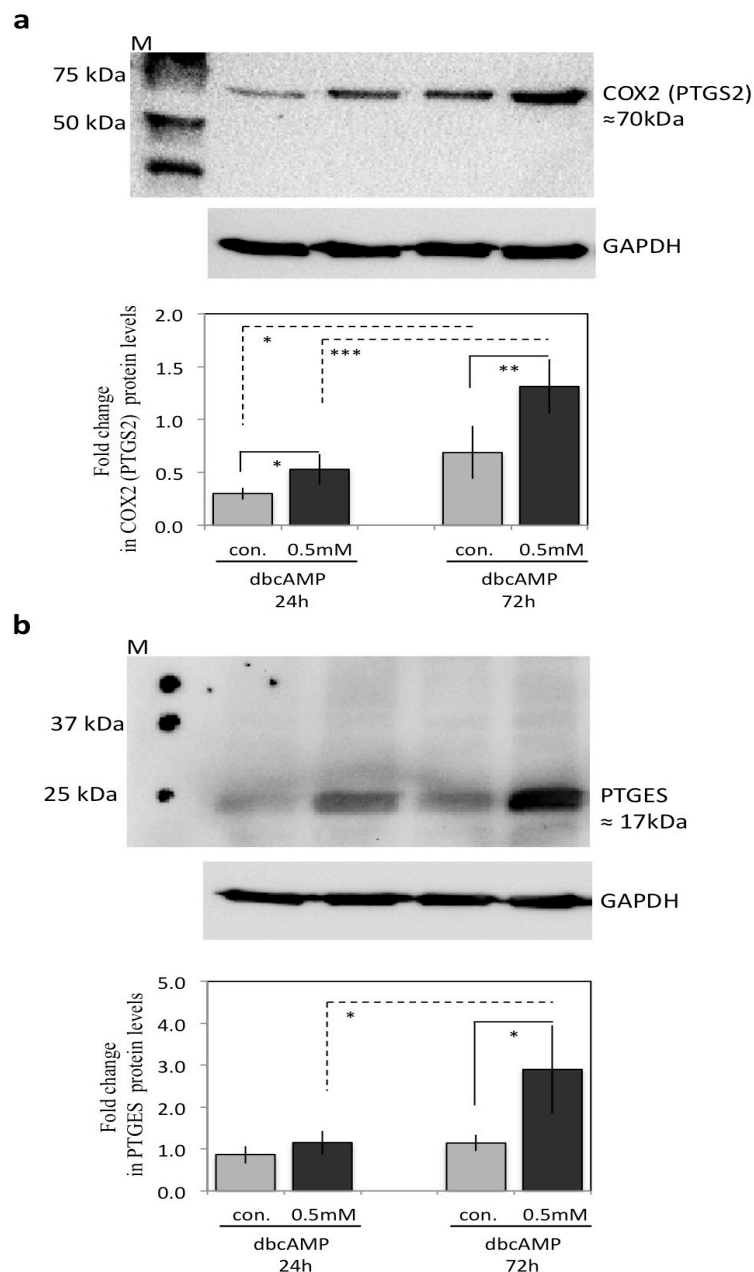 a
M
75 kDa
50 kDa
COX2 (PTGS2)
≈70kDa
GAPDH
Fold change
in COX2 (PTGS2) protein levels
2.0
1.5
1.0
0.5
0.0
*
***
**
*
con. 0.5mM con. 0.5mM
dbcAMP dbcAMP
24h 72h
b
M
37 kDa
25 kDa
PTGES
≈ 17kDa
GAPDH
Fold change
in PTGES protein levels
5.0
4.0
3.0
2.0
1.0
0.0
*
*
con. 0.5mM con. 0.5mM
dbcAMP dbcAMP
24h 72h